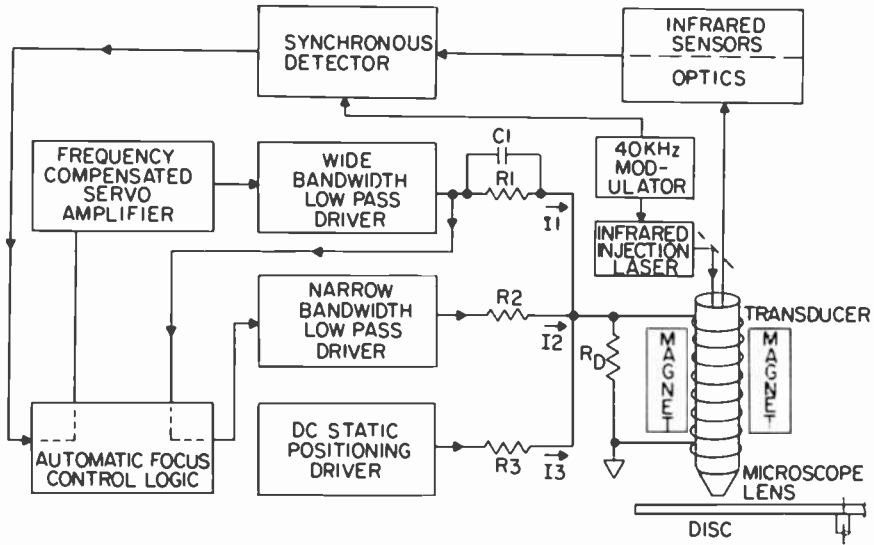 SYNCHRONOUS
DETECTOR
INFRARED
SENSORS
OPTICS
FREQUENCY
COMPENSATED
SERVO
AMPLIFIER
WIDE
BANDWIDTH
LOW PASS
DRIVER
C1
R1
I1
40KHz
MOD-
ULATOR
INFRARED
INJECTION
LASER
NARROW
BANDWIDTH
LOW PASS
DRIVER
R2
I2
RD
MAGNET
MAGNET
TRANSDUCER
AUTOMATIC FOCUS
CONTROL LOGIC
DC STATIC
POSITIONING
DRIVER
R3
I3
MICROSCOPE
LENS
DISC